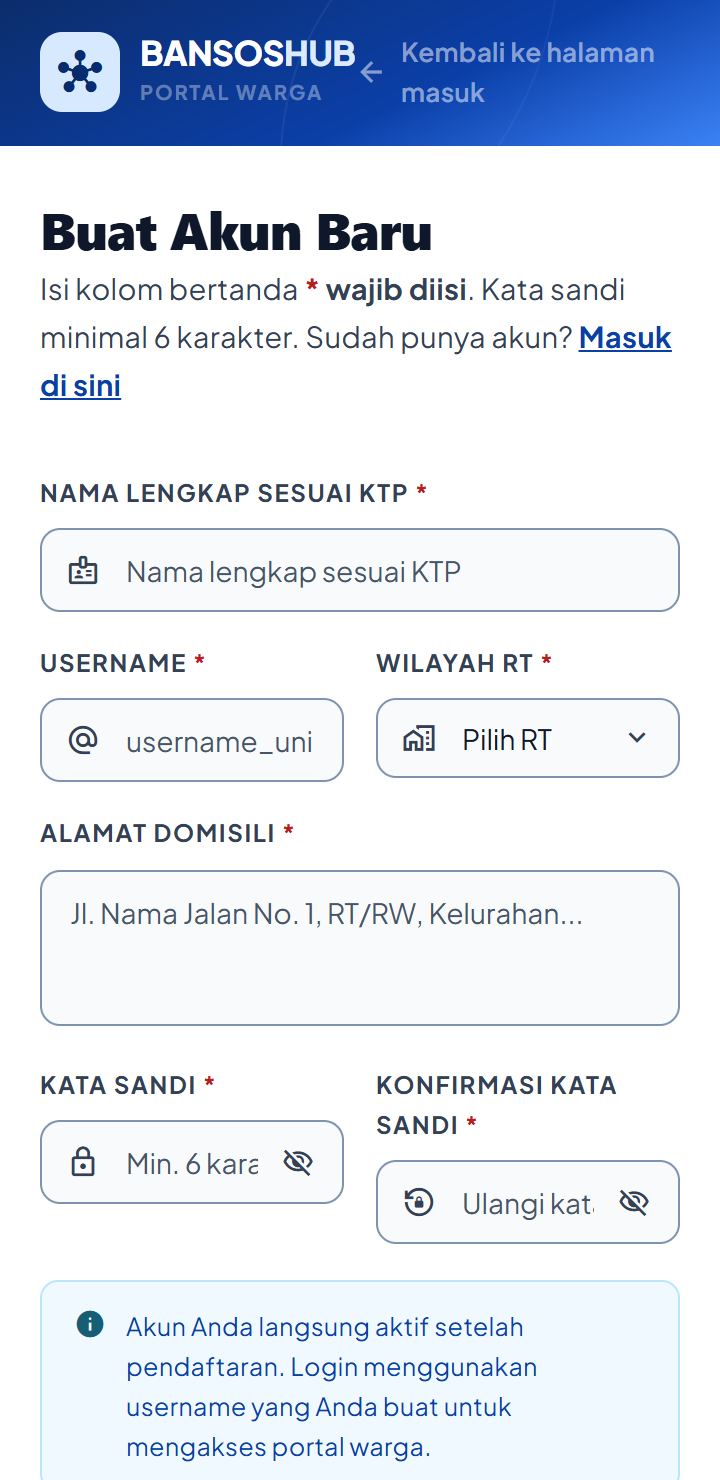 BANSOSHUB
PORTAL WARGA
Kembali ke halaman
masuk
Buat Akun Baru
Isi kolom bertanda * wajib diisi. Kata sandi
minimal 6 karakter. Sudah punya akun? Masuk
di sini
NAMA LENGKAP SESUAI KTP *
Nama lengkap sesuai KTP
USERNAME *
username_uni
WILAYAH RT *
Pilih RT
ALAMAT DOMISILI *
Jl. Nama Jalan No. 1, RT/RW, Kelurahan...
KATA SANDI *
Min. 6 kara
KONFIRMASI KATA
SANDI *
Ulangi kat
Akun Anda langsung aktif setelah
pendaftaran. Login menggunakan
username yang Anda buat untuk
mengakses portal warga.